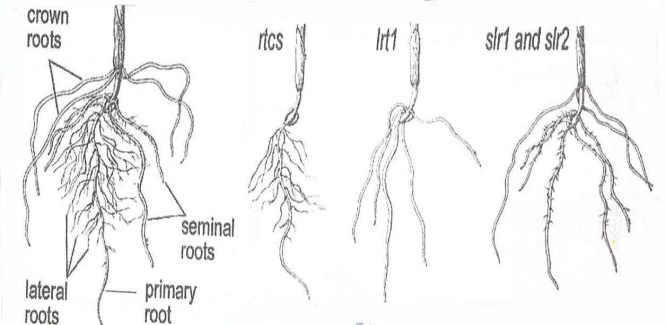 crown
roots
rtcs
lrt1
slr1 and slr2
seminal
roots
lateral
roots
primary
root